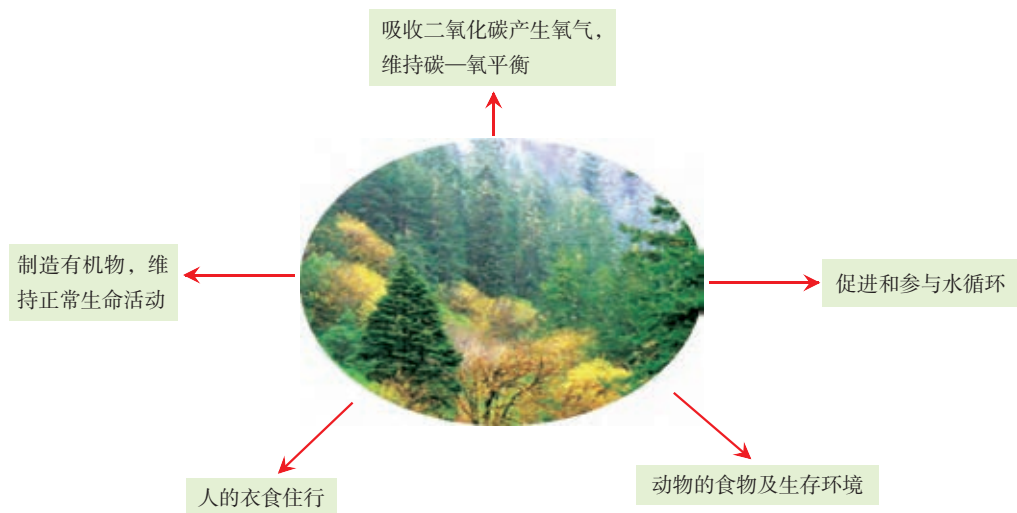 吸收二氧化碳产生氧气，
维持碳—氧平衡
制造有机物，维
持正常生命活动
促进和参与水循环
人的衣食住行
动物的食物及生存环境